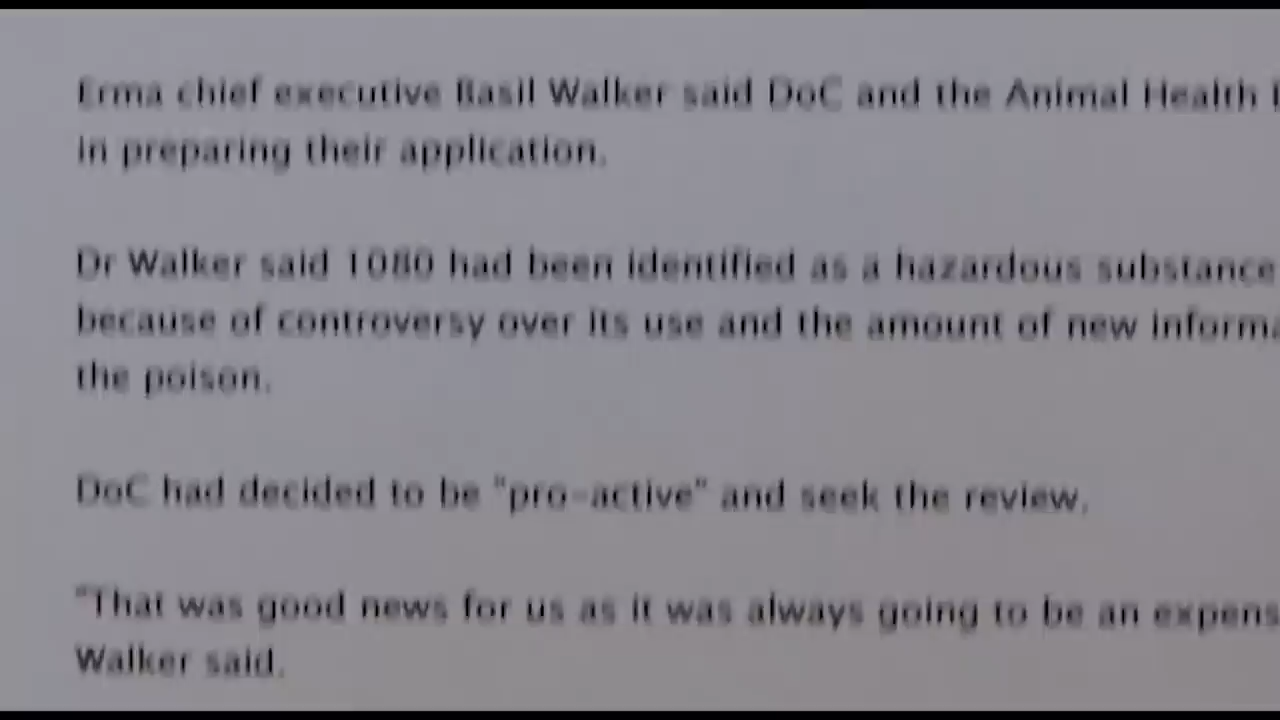 Erma chief executive Basil Walker said DoC and the Animal Health
in preparing their application.
Dr Walker said 1080 had been identified as a hazardous substance
because of controversy over its use and the amount of new informa
the poison.
DoC had decided to be "pro-active" and seek the review.
"That was good news for us as it was always going to be an expens
Walker said.